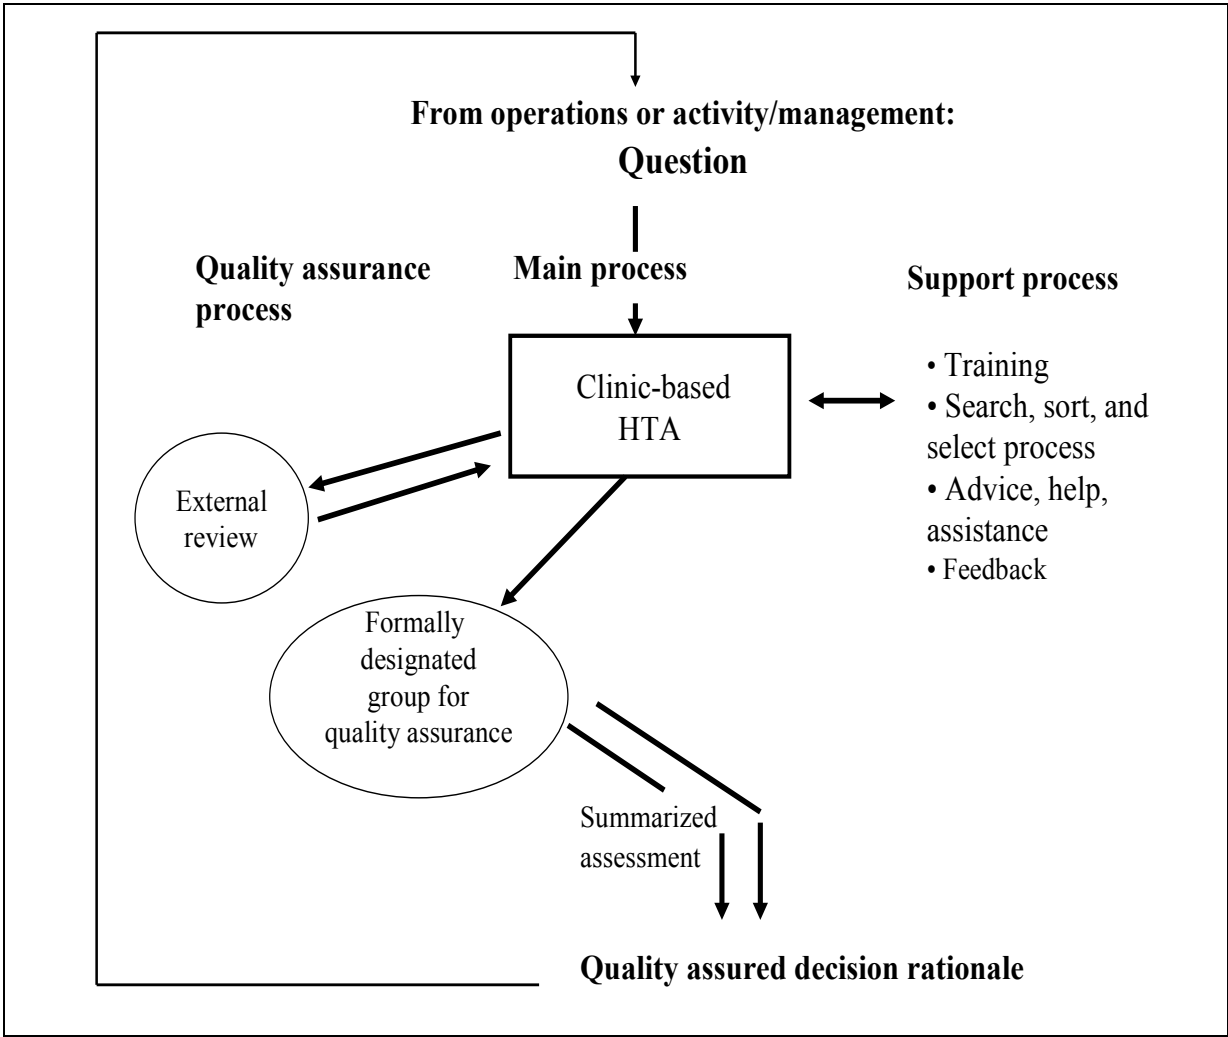 From operations or activity/management:
Question
Quality assurance
process
Main process
Support process
Clinic-based
HTA
• Training
• Search, sort, and
select process
• Advice, help,
assistance
• Feedback
External
review
Formally
designated
group for
quality assurance
Summarized
assessment
Quality assured decision rationale